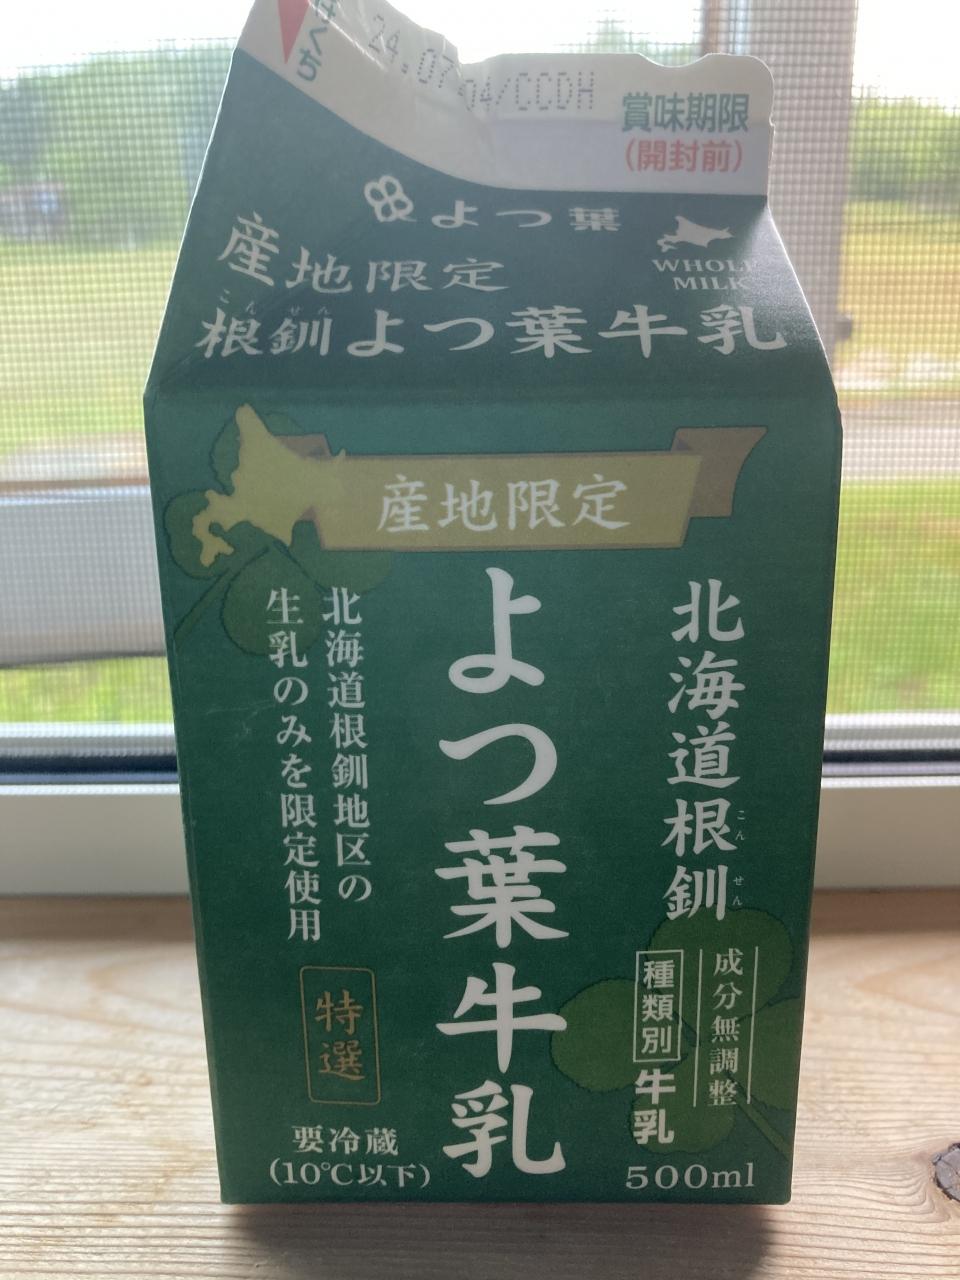 あけくち
24.07.04/CCDH
賞味期限
(開封前)
よつ葉
WHOLE
MILK
産地限定
こんせん
根釧よつ葉牛乳
産地限定
北海道根釧
こんせん
よつ葉牛乳
北海道根釧地区の
生乳のみを限定使用
特選
成分無調整
種類別
牛乳
要冷蔵
(10℃以下)
500ml